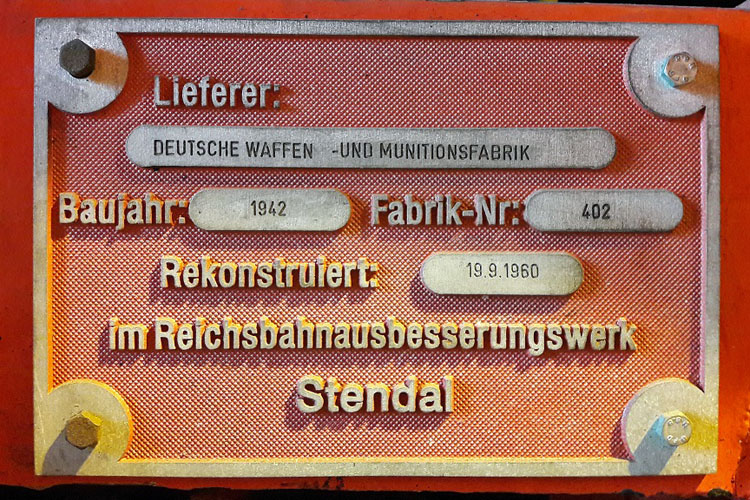 Lieferer:
DEUTSCHE WAFFEN -UND MUNITIONSFABRIK
Baujahr: 1942 Fabrik-Nr: 402
Rekonstruiert: 19.9.1960
im Reichsbahnausbesserungswerk
Stendal